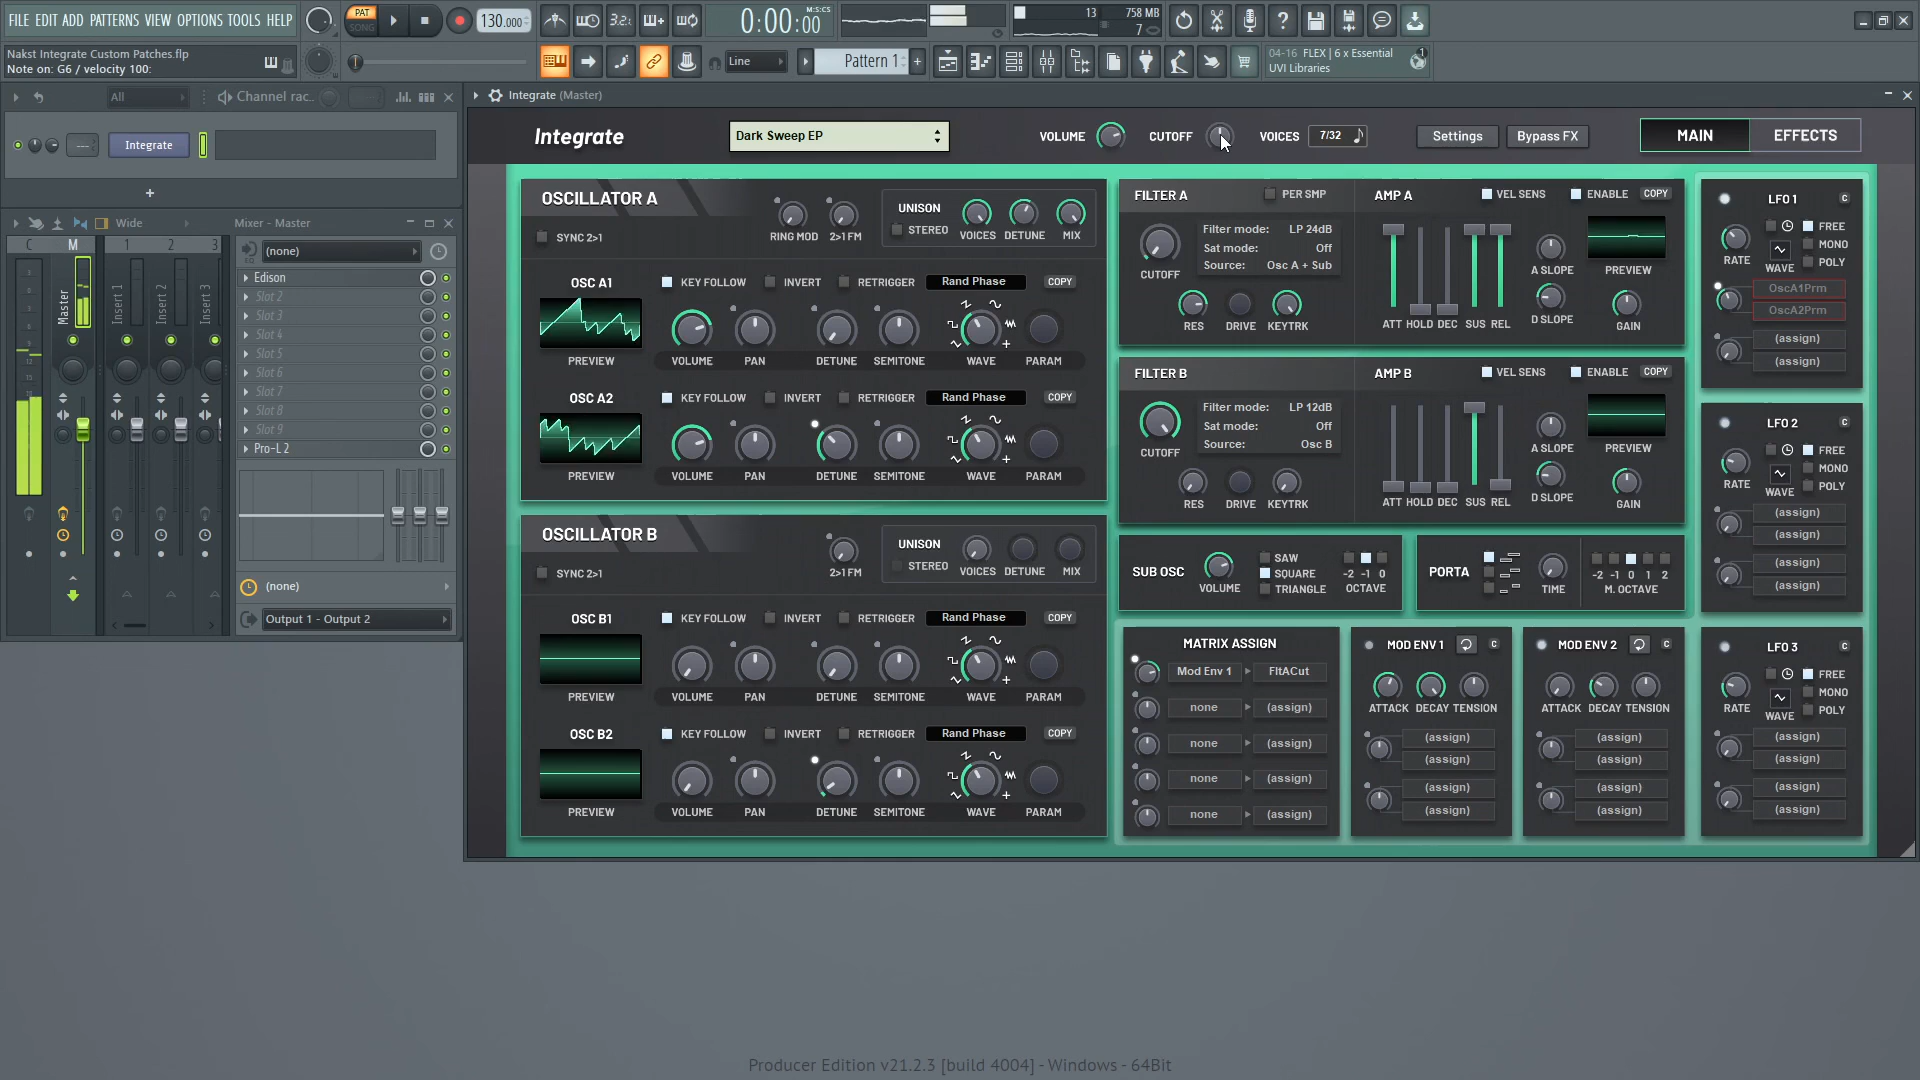 FILE EDIT ADD PATTERNS VIEW OPTIONS TOOLS HELP
PAT
SONG
130.000
3.2
0:00:00
M:S:CS
13
758 MB
7
Nakst Integrate Custom Patches.flp
Note on: G6 / velocity 100:
Line
Pattern 1
+
04-16 FLEX | 6 x Essential
UVI Libraries
1
All
Channel rac..
---
Integrate
+
Wide
Mixer - Master
C M 1 2 3
Master
Insert 1
Insert 2
Insert 3
(none)
Edison
Slot 2
Slot 3
Slot 4
Slot 5
Slot 6
Slot 7
Slot 8
Slot 9
Pro-L 2
(none)
Output 1 - Output 2
Integrate (Master)
Integrate
Dark Sweep EP
VOLUME
CUTOFF
VOICES
7/32
Settings
Bypass FX
MAIN
EFFECTS
OSCILLATOR A
SYNC 2>1
RING MOD
2>1 FM
UNISON
STEREO
VOICES
DETUNE
MIX
OSC A1
KEY FOLLOW
INVERT
RETRIGGER
Rand Phase
COPY
PREVIEW
VOLUME
PAN
DETUNE
SEMITONE
WAVE
PARAM
OSC A2
KEY FOLLOW
INVERT
RETRIGGER
Rand Phase
COPY
PREVIEW
VOLUME
PAN
DETUNE
SEMITONE
WAVE
PARAM
OSCILLATOR B
SYNC 2>1
2>1 FM
UNISON
STEREO
VOICES
DETUNE
MIX
OSC B1
KEY FOLLOW
INVERT
RETRIGGER
Rand Phase
COPY
PREVIEW
VOLUME
PAN
DETUNE
SEMITONE
WAVE
PARAM
OSC B2
KEY FOLLOW
INVERT
RETRIGGER
Rand Phase
COPY
PREVIEW
VOLUME
PAN
DETUNE
SEMITONE
WAVE
PARAM
FILTER A
PER SMP
CUTOFF
Filter mode: LP 24dB
Sat mode: Off
Source: Osc A + Sub
RES
DRIVE
KEYTRK
AMP A
VEL SENS
ENABLE
COPY
ATT HOLD DEC SUS REL
A SLOPE
D SLOPE
PREVIEW
GAIN
FILTER B
CUTOFF
Filter mode: LP 12dB
Sat mode: Off
Source: Osc B
RES
DRIVE
KEYTRK
AMP B
VEL SENS
ENABLE
COPY
ATT HOLD DEC SUS REL
A SLOPE
D SLOPE
PREVIEW
GAIN
SUB OSC
VOLUME
SAW
SQUARE
TRIANGLE
-2 -1 0
OCTAVE
PORTA
TIME
-2 -1 0 1 2
M. OCTAVE
MATRIX ASSIGN
Mod Env 1
FltACut
none
(assign)
none
(assign)
none
(assign)
none
(assign)
MOD ENV 1
C
ATTACK
DECAY
TENSION
(assign)
(assign)
(assign)
(assign)
MOD ENV 2
C
ATTACK
DECAY
TENSION
(assign)
(assign)
(assign)
(assign)
LFO 1
C
RATE
WAVE
FREE
MONO
POLY
OscA1Prm
OscA2Prm
(assign)
(assign)
LFO 2
C
RATE
WAVE
FREE
MONO
POLY
(assign)
(assign)
(assign)
(assign)
LFO 3
C
RATE
WAVE
FREE
MONO
POLY
(assign)
(assign)
(assign)
(assign)
Producer Edition v21.2.3 [build 4004] - Windows - 64Bit